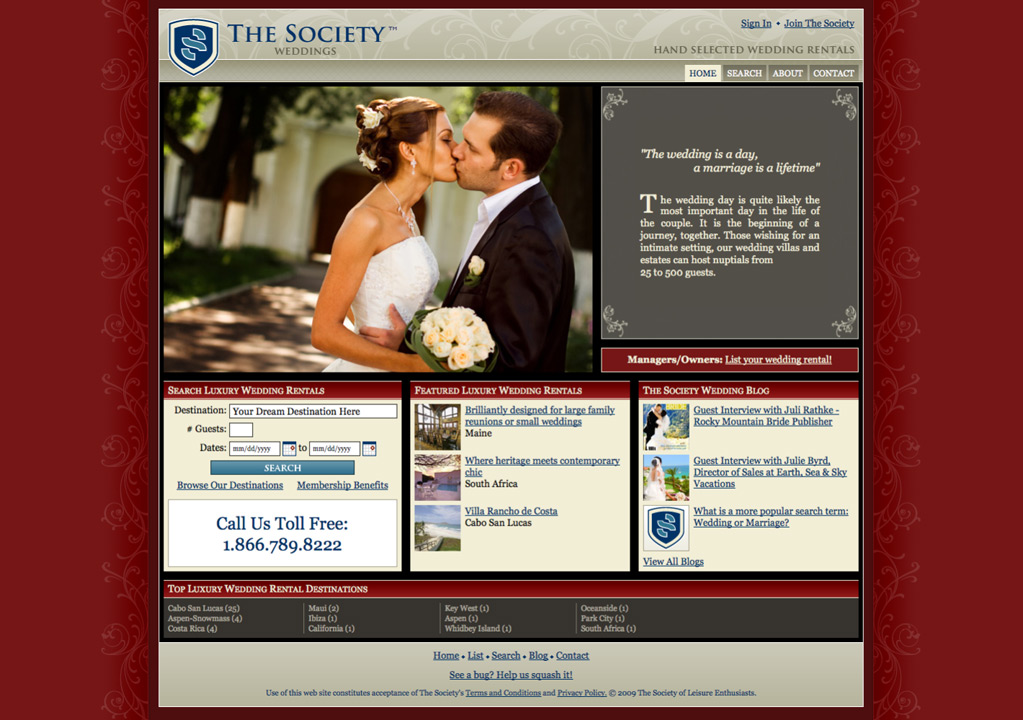 THE SOCIETY™
WEDDINGS
Sign In • Join The Society
HAND SELECTED WEDDING RENTALS
HOME SEARCH ABOUT CONTACT
"The wedding is a day,
a marriage is a lifetime"
The wedding day is quite likely the
most important day in the life of
the couple. It is the beginning of a
journey, together. Those wishing for an
intimate setting, our wedding villas and
estates can host nuptials from
25 to 500 guests.
Managers/Owners: List your wedding rental!
SEARCH LUXURY WEDDING RENTALS
Destination: Your Dream Destination Here
# Guests:
Dates: mm/dd/yyyy to mm/dd/yyyy
SEARCH
Browse Our Destinations Membership Benefits
Call Us Toll Free:
1.866.789.8222
FEATURED LUXURY WEDDING RENTALS
Brilliantly designed for large family
reunions or small weddings
Maine
Where heritage meets contemporary
chic
South Africa
Villa Rancho de Costa
Cabo San Lucas
THE SOCIETY WEDDING BLOG
Guest Interview with Juli Rathke -
Rocky Mountain Bride Publisher
Guest Interview with Julie Byrd,
Director of Sales at Earth, Sea & Sky
Vacations
What is a more popular search term:
Wedding or Marriage?
View All Blogs
TOP LUXURY WEDDING RENTAL DESTINATIONS
Cabo San Lucas (25)
Aspen-Snowmass (4)
Costa Rica (4)
Maui (2)
Ibiza (1)
California (1)
Key West (1)
Aspen (1)
Whidbey Island (1)
Oceanside (1)
Park City (1)
South Africa (1)
Home • List • Search • Blog • Contact
See a bug? Help us squash it!
Use of this web site constitutes acceptance of The Society's Terms and Conditions and Privacy Policy. © 2009 The Society of Leisure Enthusiasts.